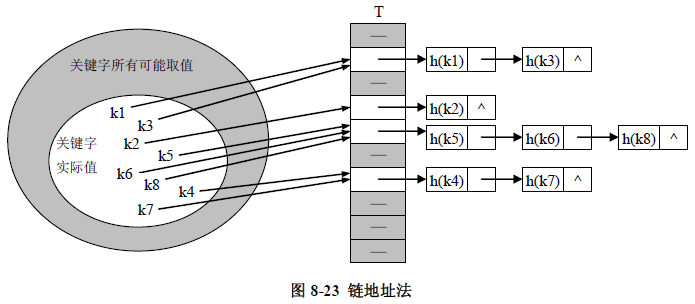 T
—
关键字所有可能取值
h(k1) h(k3) ^
—
k1
k3
h(k2) ^
k2
关键字
实际值
k5
h(k5) h(k6) h(k8) ^
k6
k8
—
k4
h(k4) h(k7) ^
k7
—
—
—
图 8-23 链地址法